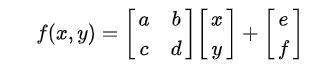 f(x, y) = [a b; c d] [x; y] + [e; f]